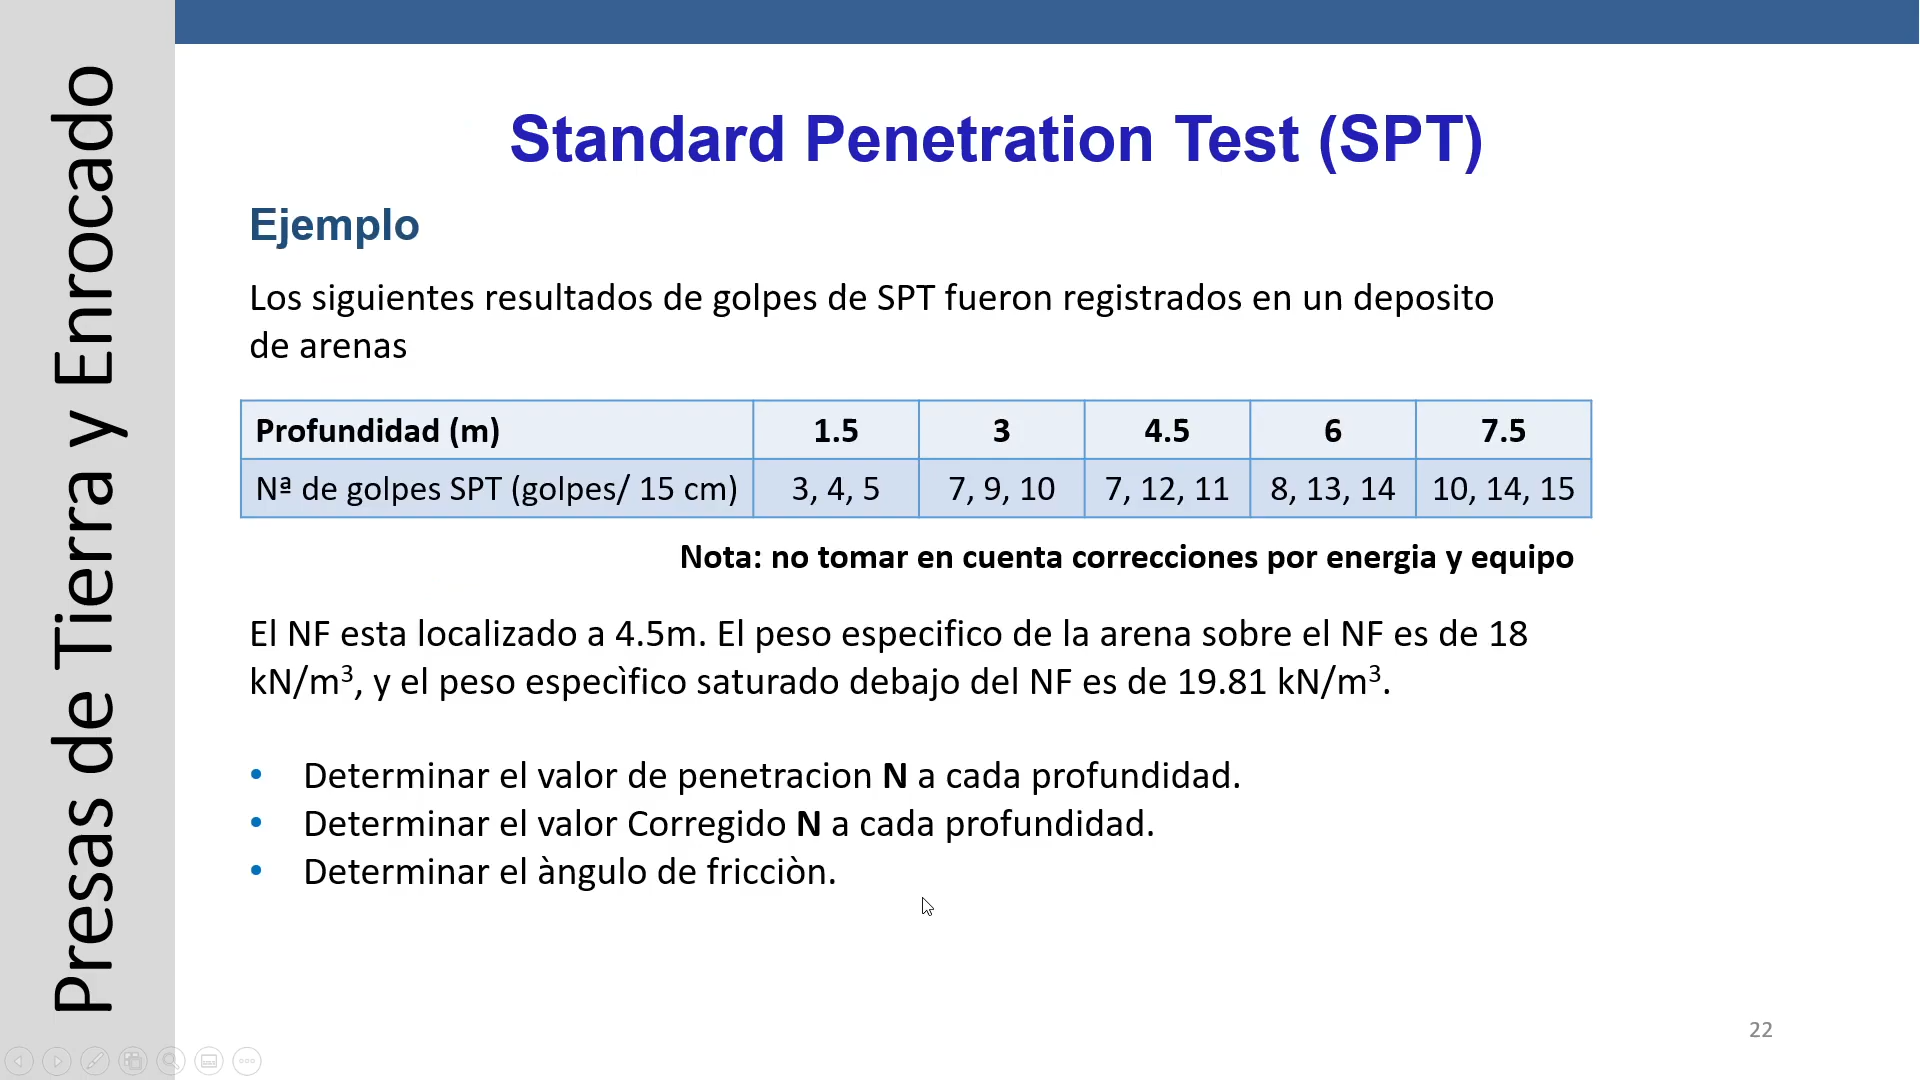 Presas de Tierra y Enrocado
Standard Penetration Test (SPT)
Ejemplo
Los siguientes resultados de golpes de SPT fueron registrados en un deposito
de arenas
Profundidad (m) 1.5 3 4.5 6 7.5
Nª de golpes SPT (golpes/ 15 cm) 3, 4, 5 7, 9, 10 7, 12, 11 8, 13, 14 10, 14, 15
Nota: no tomar en cuenta correcciones por energia y equipo
El NF esta localizado a 4.5m. El peso especifico de la arena sobre el NF es de 18
kN/m³, y el peso especìfico saturado debajo del NF es de 19.81 kN/m³.
• Determinar el valor de penetracion N a cada profundidad.
• Determinar el valor Corregido N a cada profundidad.
• Determinar el àngulo de fricciòn.
22